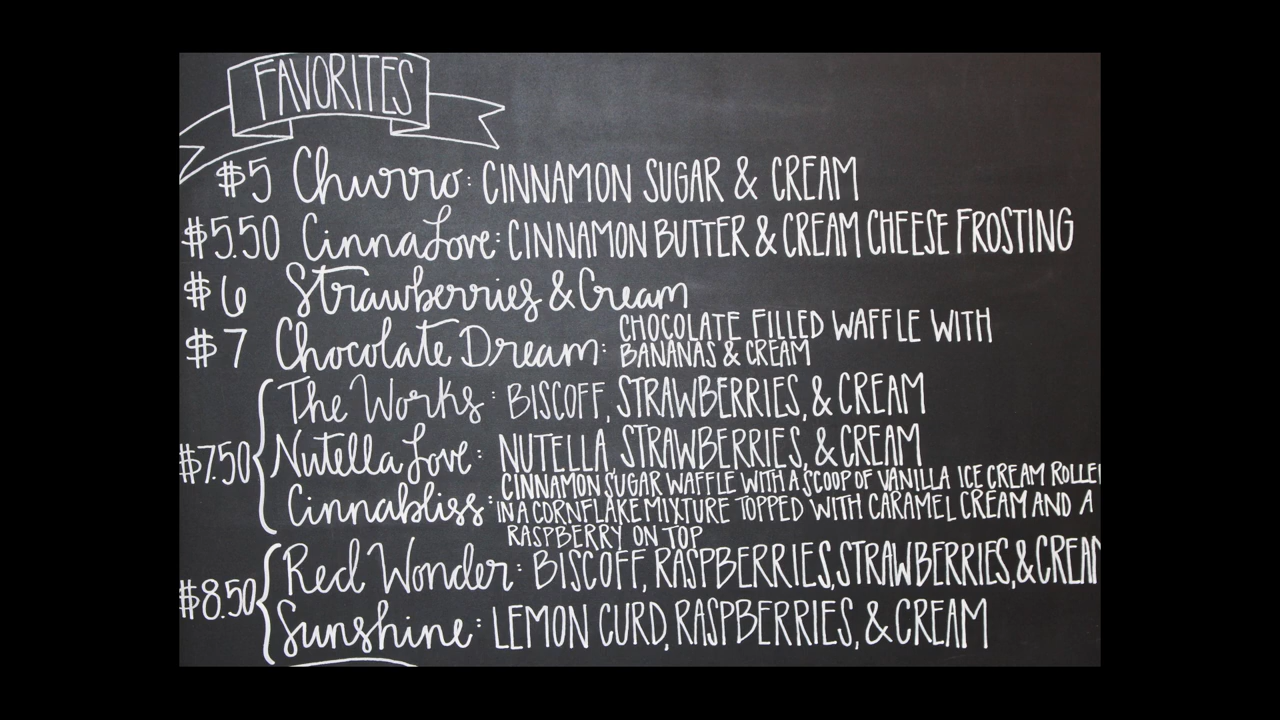 FAVORITES
$5 Churro: CINNAMON SUGAR & CREAM
$5.50 CinnaLove: CINNAMON BUTTER & CREAM CHEESE FROSTING
$6 Strawberries & Cream
$7 Chocolate Dream: CHOCOLATE FILLED WAFFLE WITH
BANANAS & CREAM
The Works: BISCOFF, STRAWBERRIES, & CREAM
$7.50 Nutella Love: NUTELLA, STRAWBERRIES, & CREAM
Cinnabliss: CINNAMON SUGAR WAFFLE WITH A SCOOP OF VANILLA ICE CREAM ROLLE
IN A CORNFLAKE MIXTURE TOPPED WITH CARAMEL CREAM AND A
RASPBERRY ON TOP
$8.50 Red Wonder: BISCOFF, RASPBERRIES, STRAWBERRIES, & CREAM
Sunshine: LEMON CURD, RASPBERRIES, & CREAM